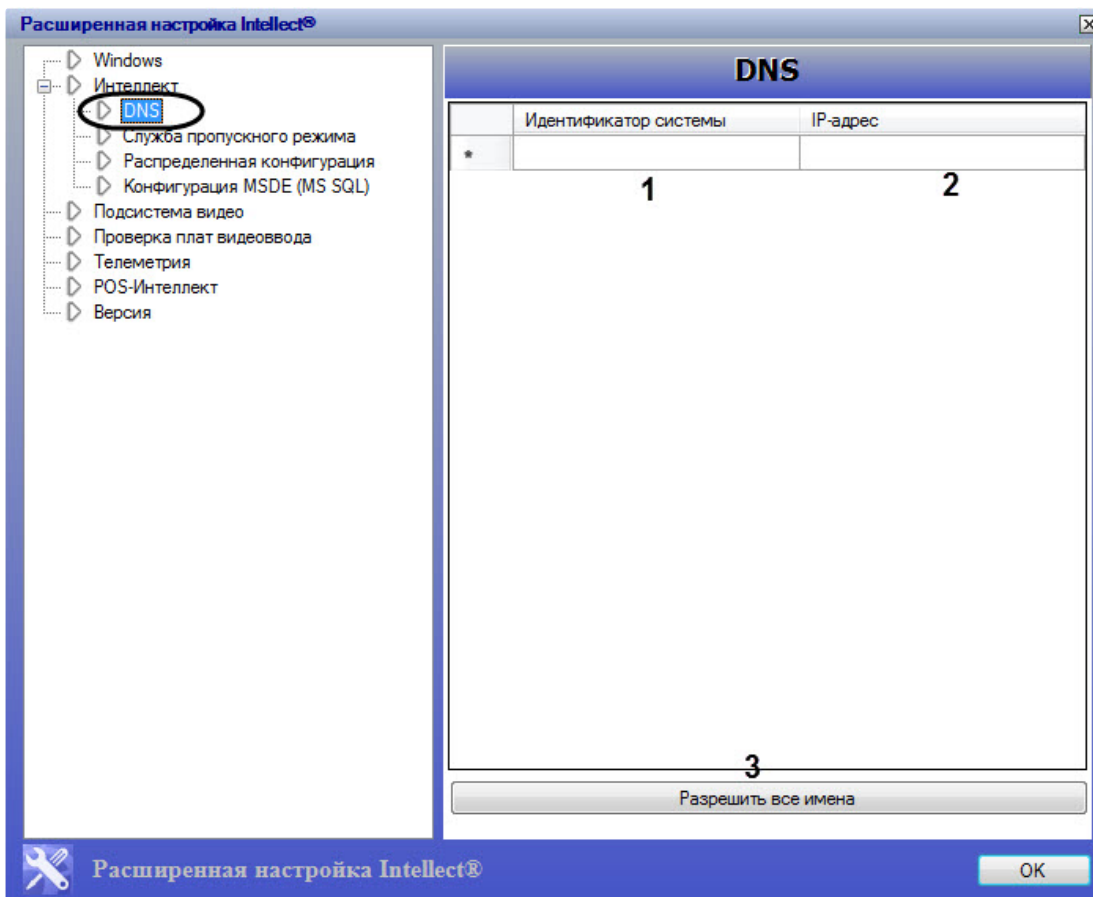 Расширенная настройка Intellect®
Windows
Интеллект
DNS
Служба пропускного режима
Распределенная конфигурация
Конфигурация MSDE (MS SQL)
Подсистема видео
Проверка плат видеоввода
Телеметрия
POS-Интеллект
Версия
DNS
Идентификатор системы IP-адрес
*
1 2
3
Разрешить все имена
Расширенная настройка Intellect®
OK